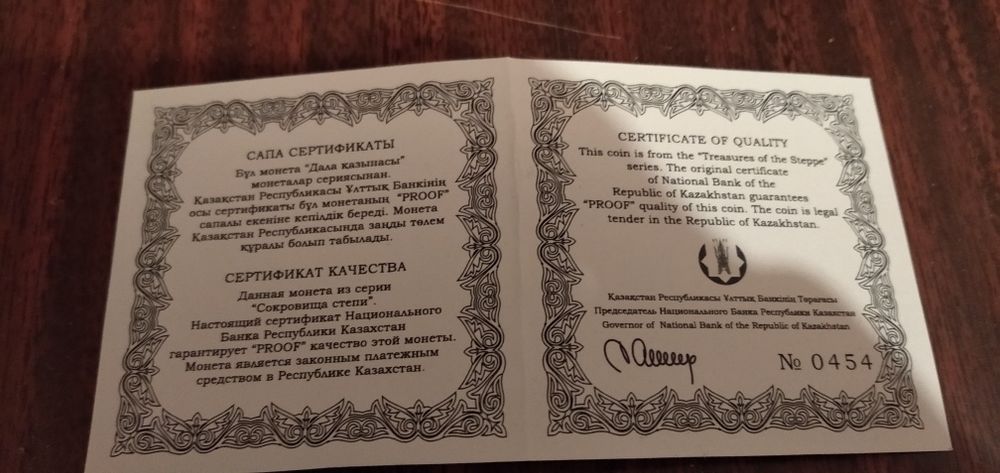 САПА СЕРТИФИКАТЫ
Бұл монета "Дала қазынасы"
монеталар сериясынан.
Қазақстан Республикасы Ұлттық Банкінің
осы сертификаты бұл монетаның "PROOF"
сапалы екеніне кепілдік береді. Монета
Қазақстан Республикасында заңды төлем
құралы болып табылады.
СЕРТИФИКАТ КАЧЕСТВА
Данная монета из серии
"Сокровища степи".
Настоящий сертификат Национального
Банка Республики Казахстан
гарантирует "PROOF" качество этой монеты.
Монета является законным платежным
средством в Республике Казахстан.
CERTIFICATE OF QUALITY
This coin is from the "Treasures of the Steppe"
series. The original certificate
of National Bank of the
Republic of Kazakhstan guarantees
"PROOF" quality of this coin. The coin is legal
tender in the Republic of Kazakhstan.
Қазақстан Республикасы Ұлттық Банкінің Төрағасы
Председатель Национального Банка Республики Казахстан
Governor of National Bank of the Republic of Kazakhstan
№ 0454